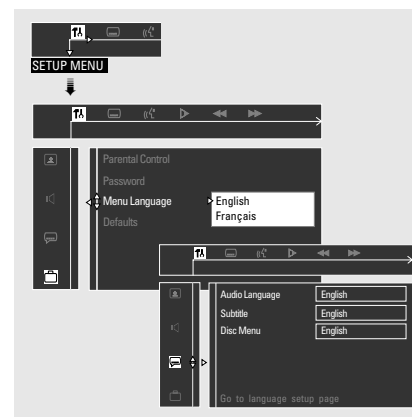 SETUP MENU
Parental Control
Password
Menu Language
English
Français
Defaults
Audio Language English
Subtitle English
Disc Menu English
Go to language setup page